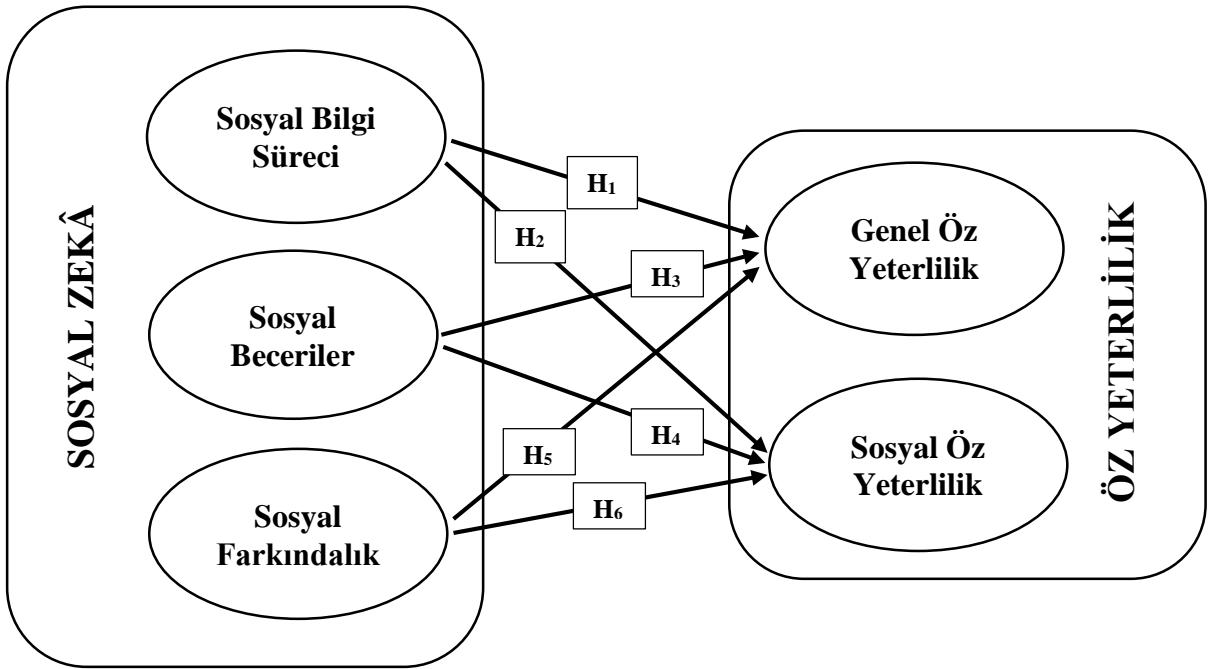 SOSYAL ZEKÂ
Sosyal Bilgi
Süreci
Sosyal
Beceriler
Sosyal
Farkındalık
H₁
H₂
H₃
H₄
H₅
H₆
Genel Öz
Yeterlilik
Sosyal Öz
Yeterlilik
ÖZ YETERLİLİK